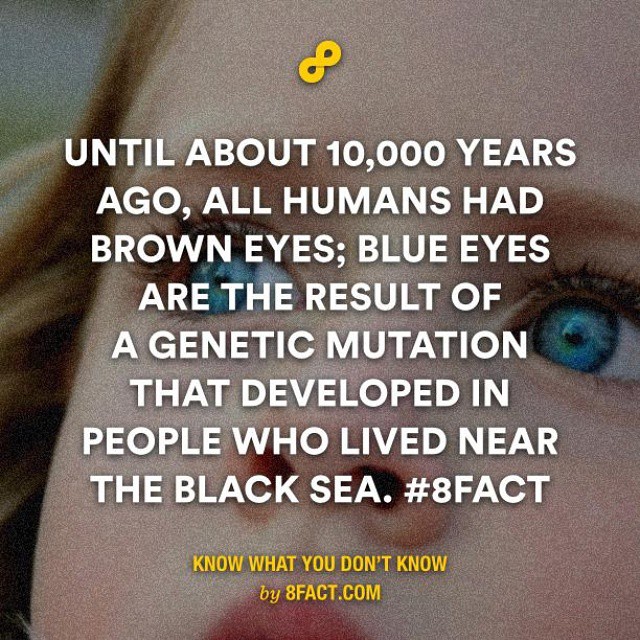 UNTIL ABOUT 10,000 YEARS
AGO, ALL HUMANS HAD
BROWN EYES; BLUE EYES
ARE THE RESULT OF
A GENETIC MUTATION
THAT DEVELOPED IN
PEOPLE WHO LIVED NEAR
THE BLACK SEA. #8FACT
KNOW WHAT YOU DON'T KNOW
by 8FACT.COM